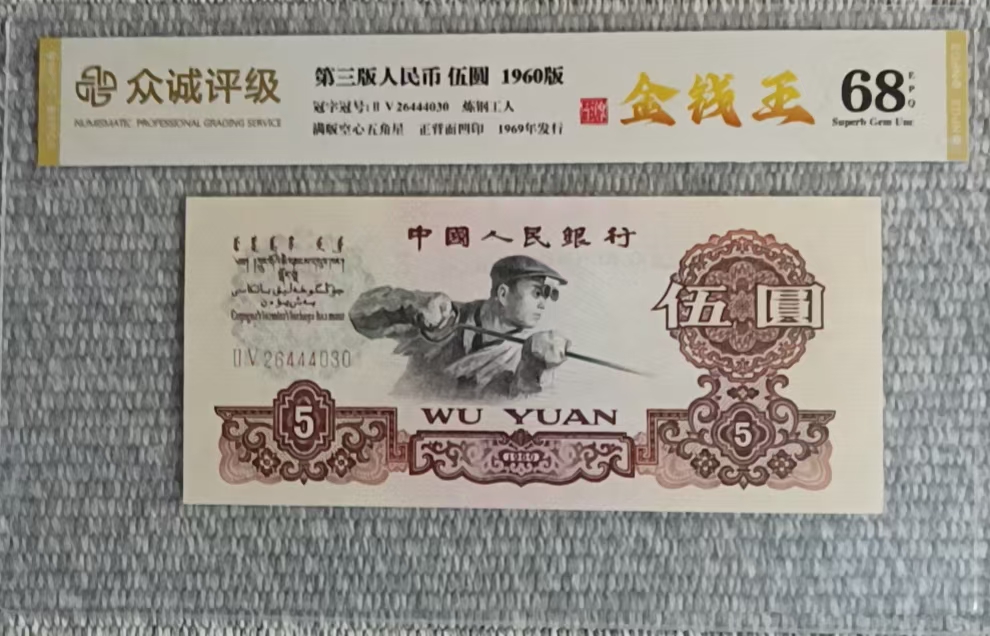 众诚评级
NUMISMATIC PROFESSIONAL GRADING SERVICE
第三版人民币 伍圆 1960版
冠字冠号: II V 26444030 炼钢工人
满版空心五角星 正背面凹印 1969年发行
金钱王
68
EPQ
Superb Gem Unc
中國人民銀行
II V 26444030
伍圓
5
WU YUAN
5
1960